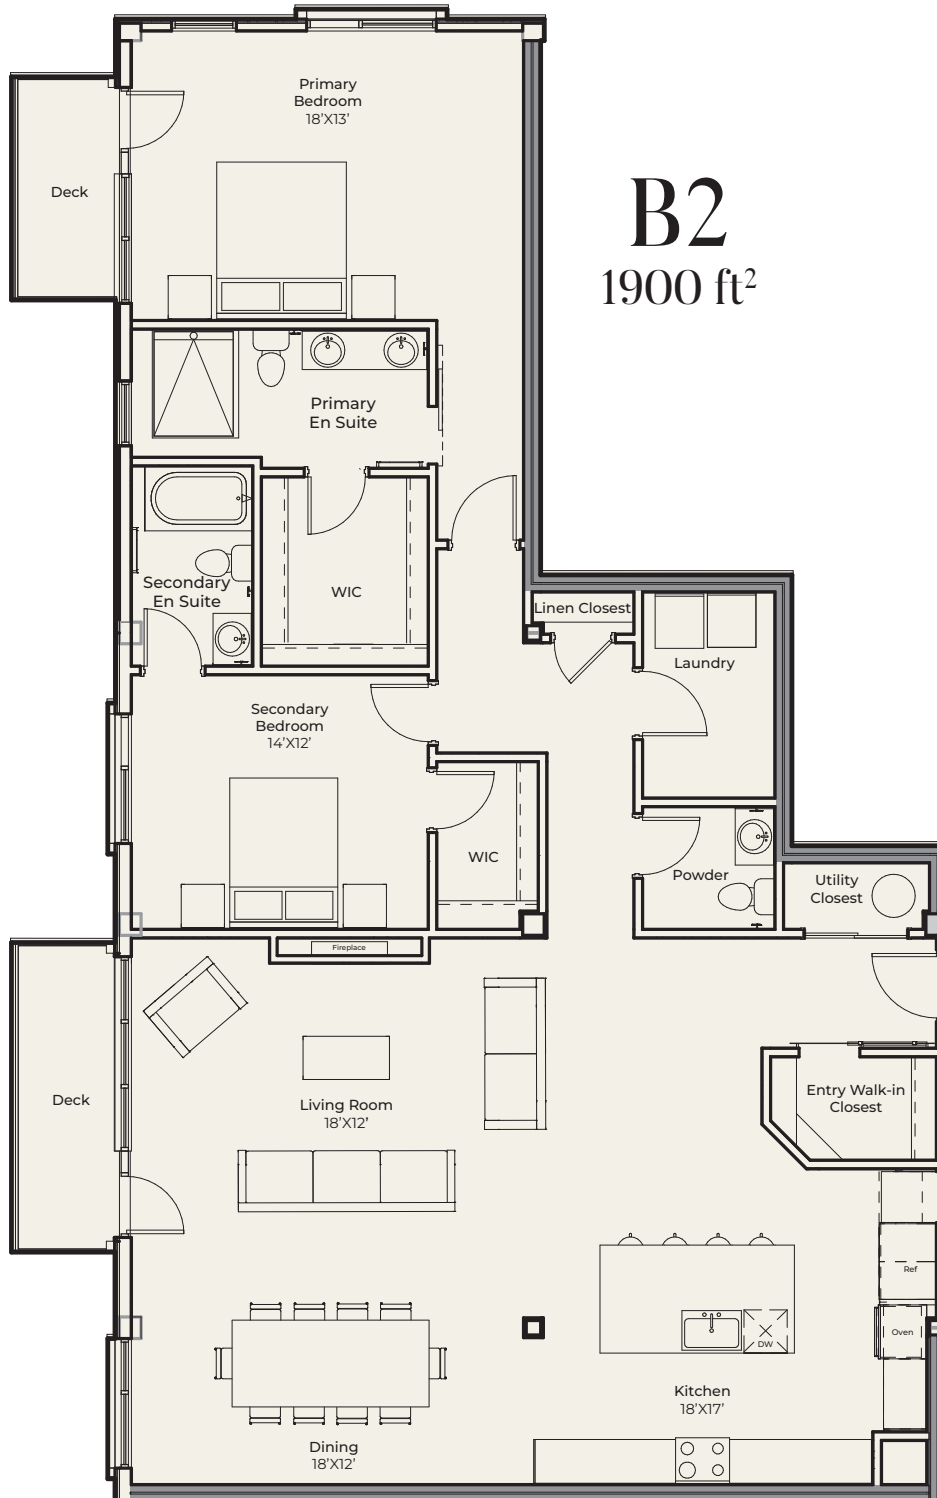 Primary
Bedroom
18'X13'
Deck
B2
1900 ft²
Primary
En Suite
Secondary
En Suite
WIC
Linen Closest
Laundry
Secondary
Bedroom
14'X12'
WIC
Powder
Utility
Closest
Fireplace
Deck
Living Room
18'X12'
Entry Walk-in
Closest
Ref
Oven
DW
Kitchen
18'X17'
Dining
18'X12'